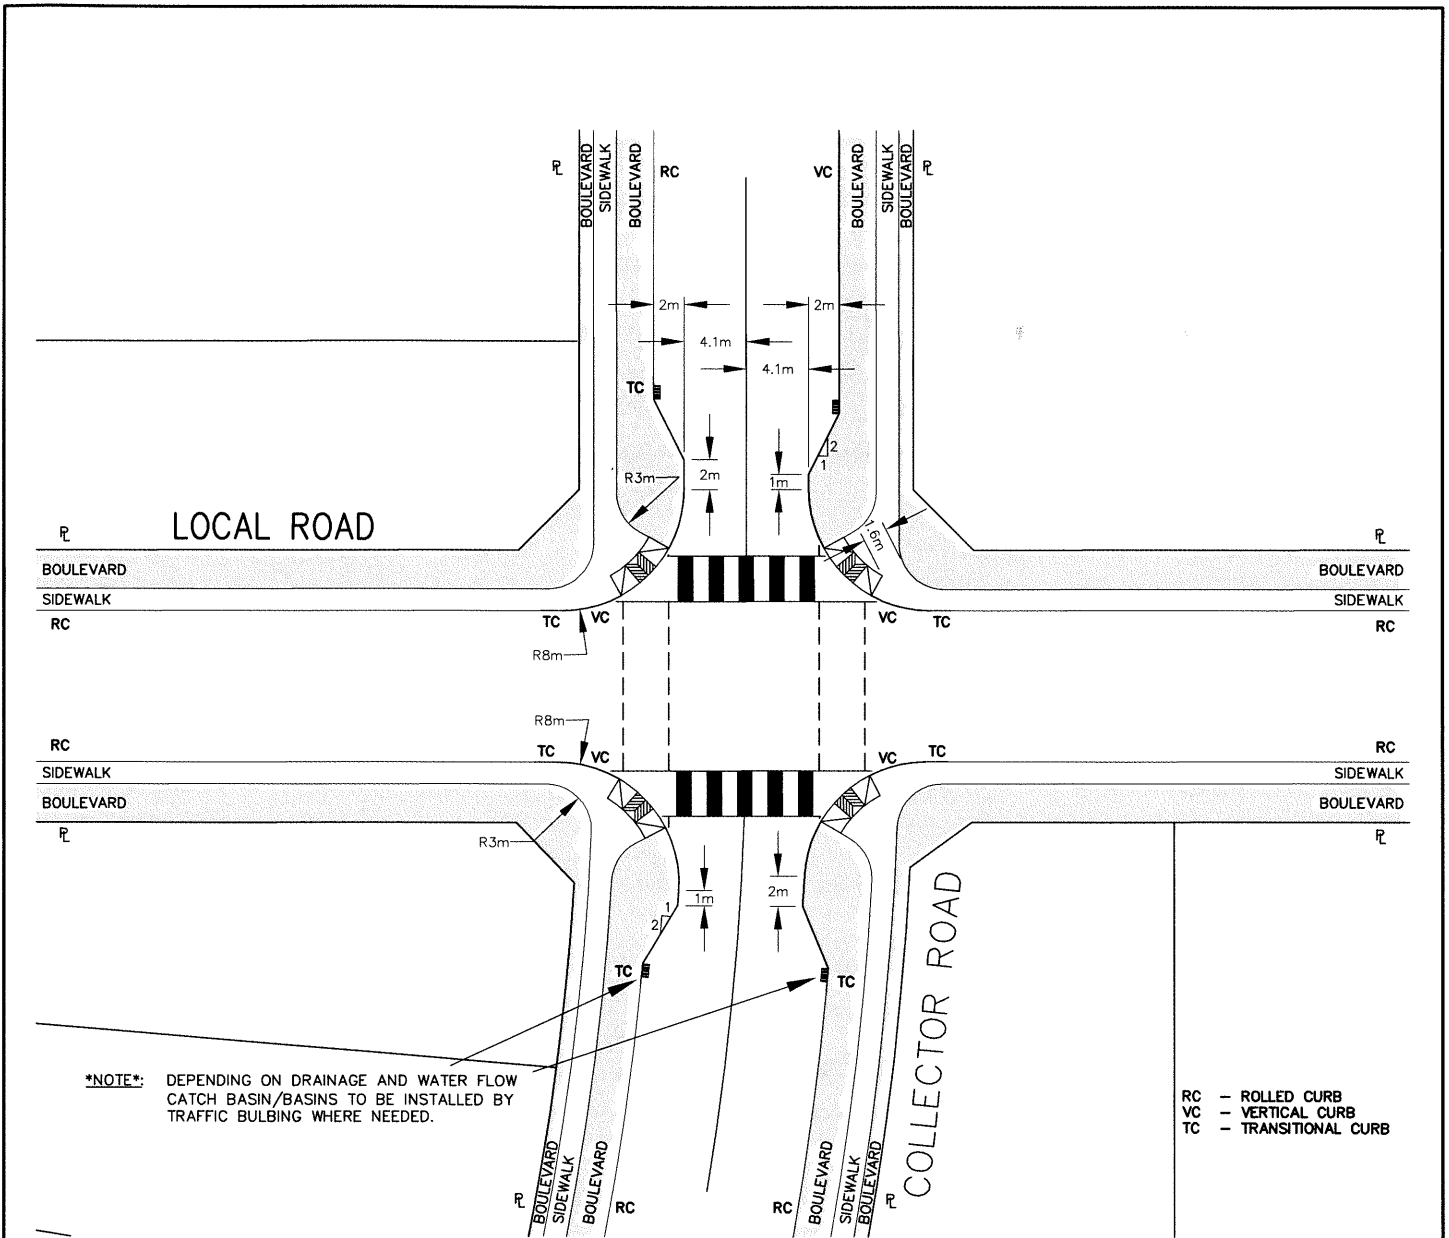 BOULEVARD
SIDEWALK
BOULEVARD
BOULEVARD
SIDEWALK
BOULEVARD
℄
RC
VC
℄
2m
2m
4.1m
4.1m
TC
2
1
R3m
2m
1m
1.6m
LOCAL ROAD
℄
℄
BOULEVARD
BOULEVARD
SIDEWALK
SIDEWALK
RC
TC
VC
VC
TC
RC
R8m
R8m
RC
TC
VC
VC
TC
RC
SIDEWALK
SIDEWALK
BOULEVARD
BOULEVARD
℄
R3m
℄
1m
2m
1
2
TC
TC
COLLECTOR ROAD
*NOTE*: DEPENDING ON DRAINAGE AND WATER FLOW
CATCH BASIN/BASINS TO BE INSTALLED BY
TRAFFIC BULBING WHERE NEEDED.
RC – ROLLED CURB
VC – VERTICAL CURB
TC – TRANSITIONAL CURB
℄
BOULEVARD
SIDEWALK
BOULEVARD
RC
RC
BOULEVARD
SIDEWALK
BOULEVARD
℄